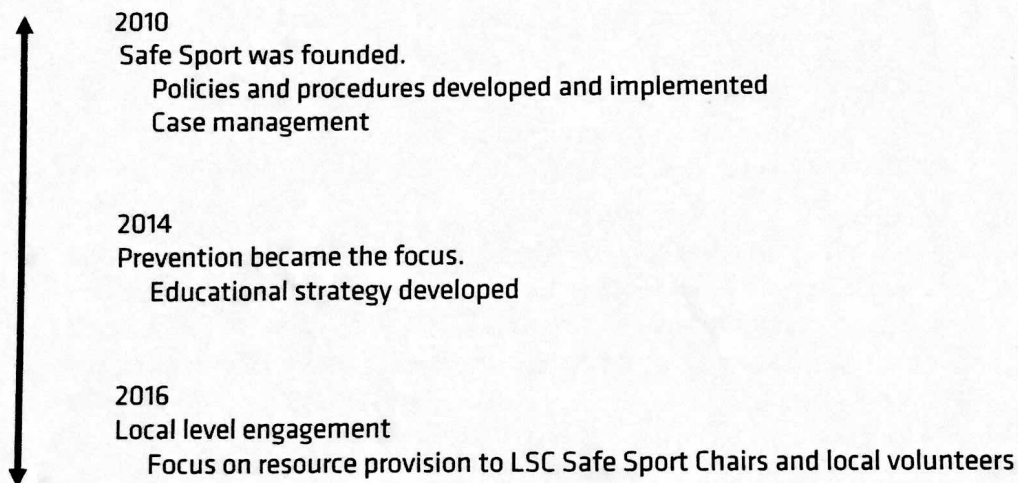 2010
Safe Sport was founded.
Policies and procedures developed and implemented
Case management
2014
Prevention became the focus.
Educational strategy developed
2016
Local level engagement
Focus on resource provision to LSC Safe Sport Chairs and local volunteers